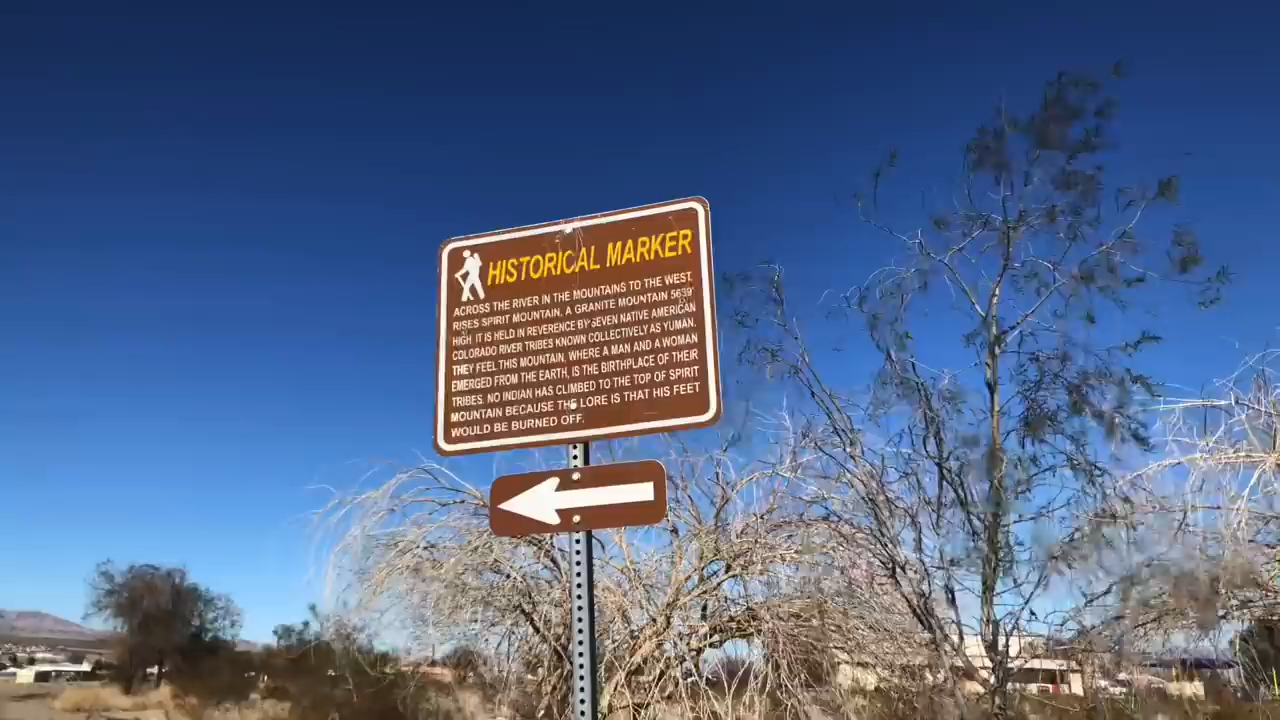 HISTORICAL MARKER
ACROSS THE RIVER IN THE MOUNTAINS TO THE WEST
RISES SPIRIT MOUNTAIN, A GRANITE MOUNTAIN 5639'
HIGH. IT IS HELD IN REVERENCE BY SEVEN NATIVE AMERICAN
COLORADO RIVER TRIBES KNOWN COLLECTIVELY AS YUMAN.
THEY FEEL THIS MOUNTAIN, WHERE A MAN AND A WOMAN
EMERGED FROM THE EARTH, IS THE BIRTHPLACE OF THEIR
TRIBES. NO INDIAN HAS CLIMBED TO THE TOP OF SPIRIT
MOUNTAIN BECAUSE THE LORE IS THAT HIS FEET
WOULD BE BURNED OFF.